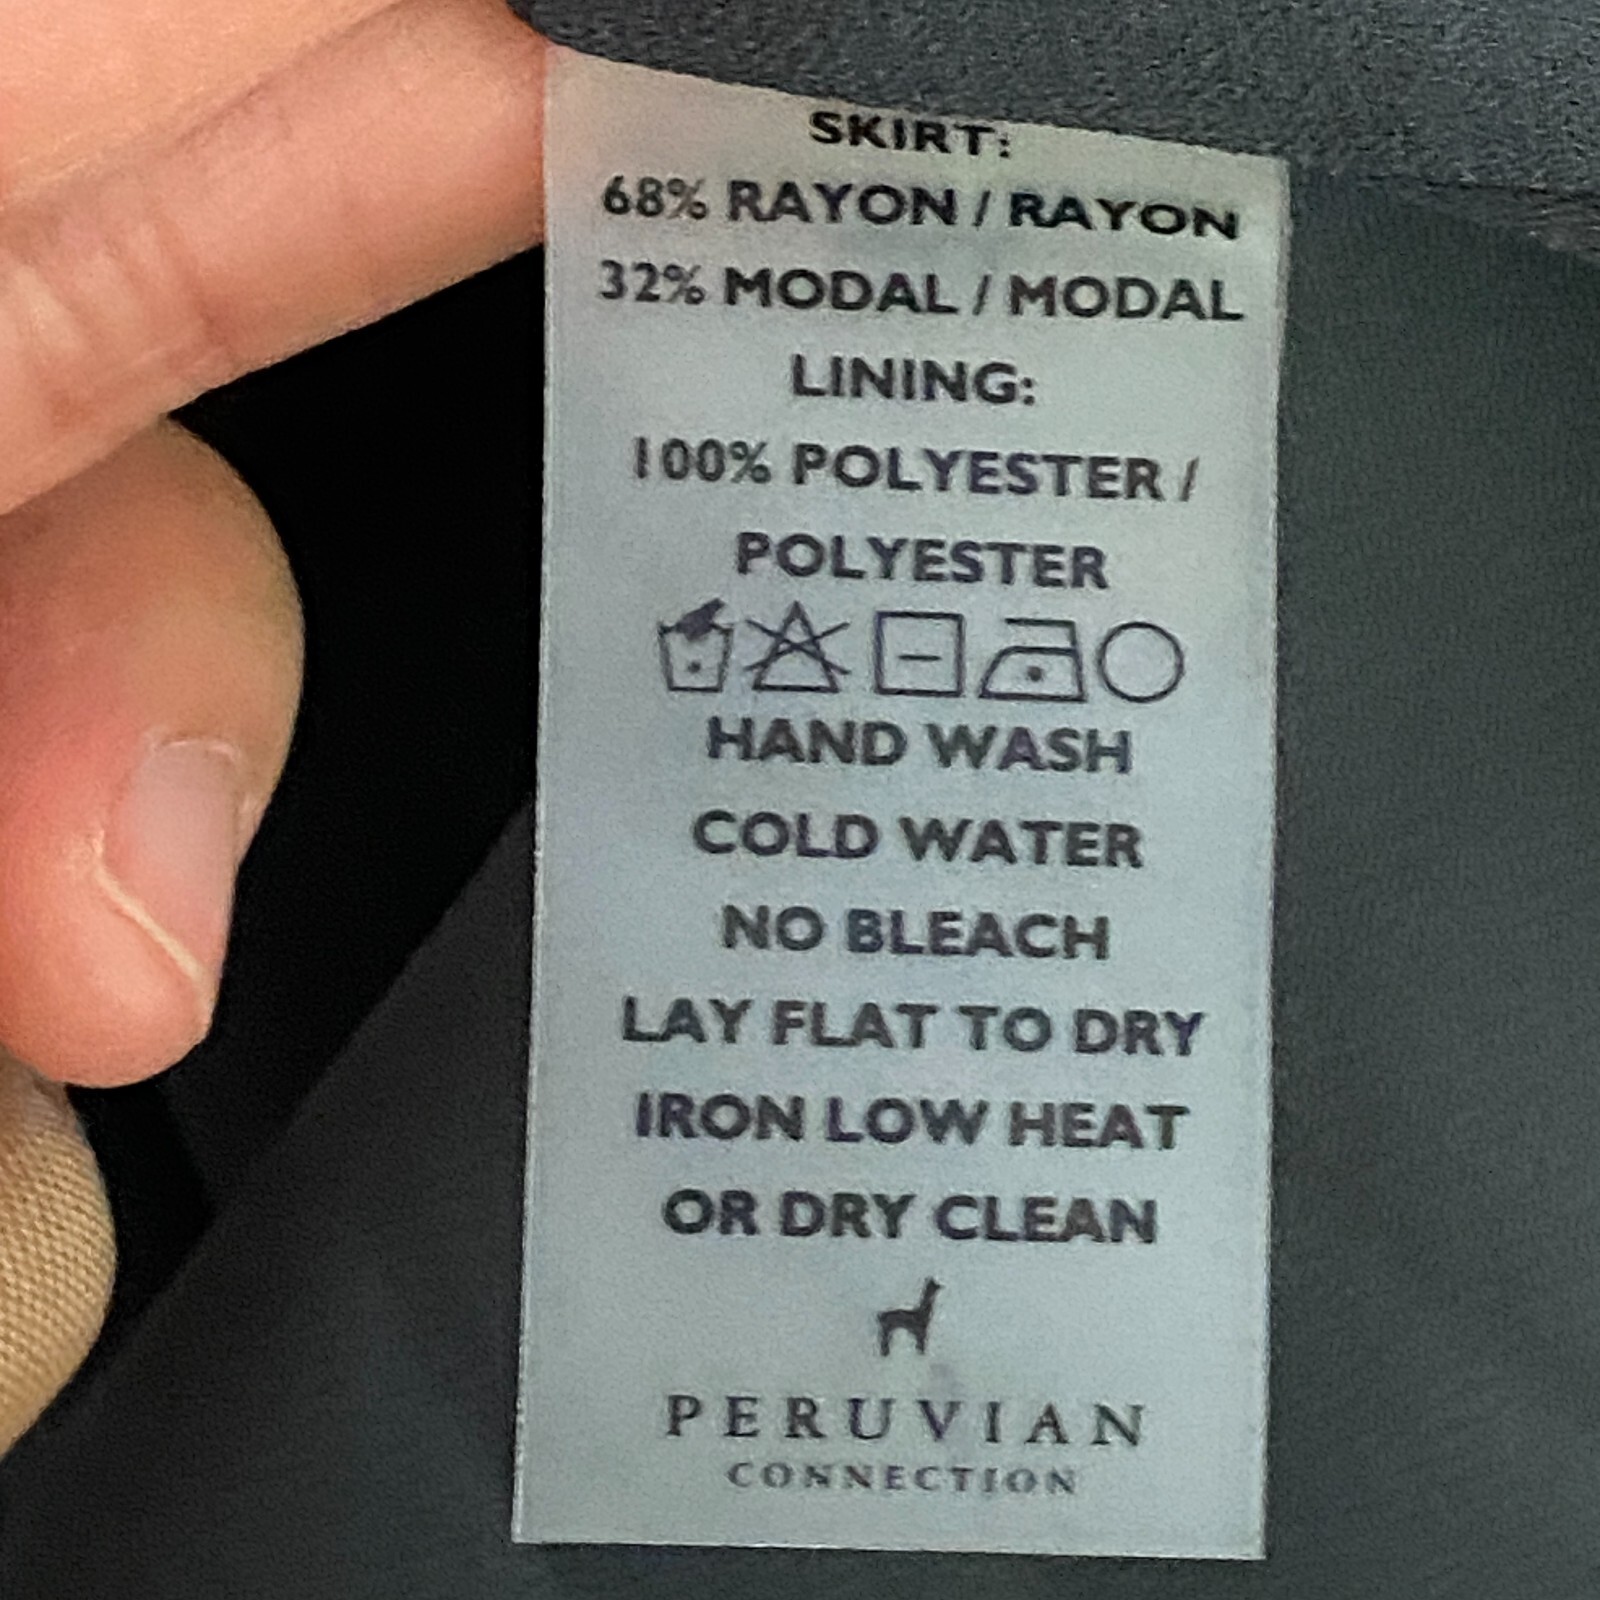 SKIRT:
68% RAYON / RAYON
32% MODAL / MODAL
LINING:
100% POLYESTER /
POLYESTER
HAND WASH
COLD WATER
NO BLEACH
LAY FLAT TO DRY
IRON LOW HEAT
OR DRY CLEAN
PERUVIAN
CONNECTION